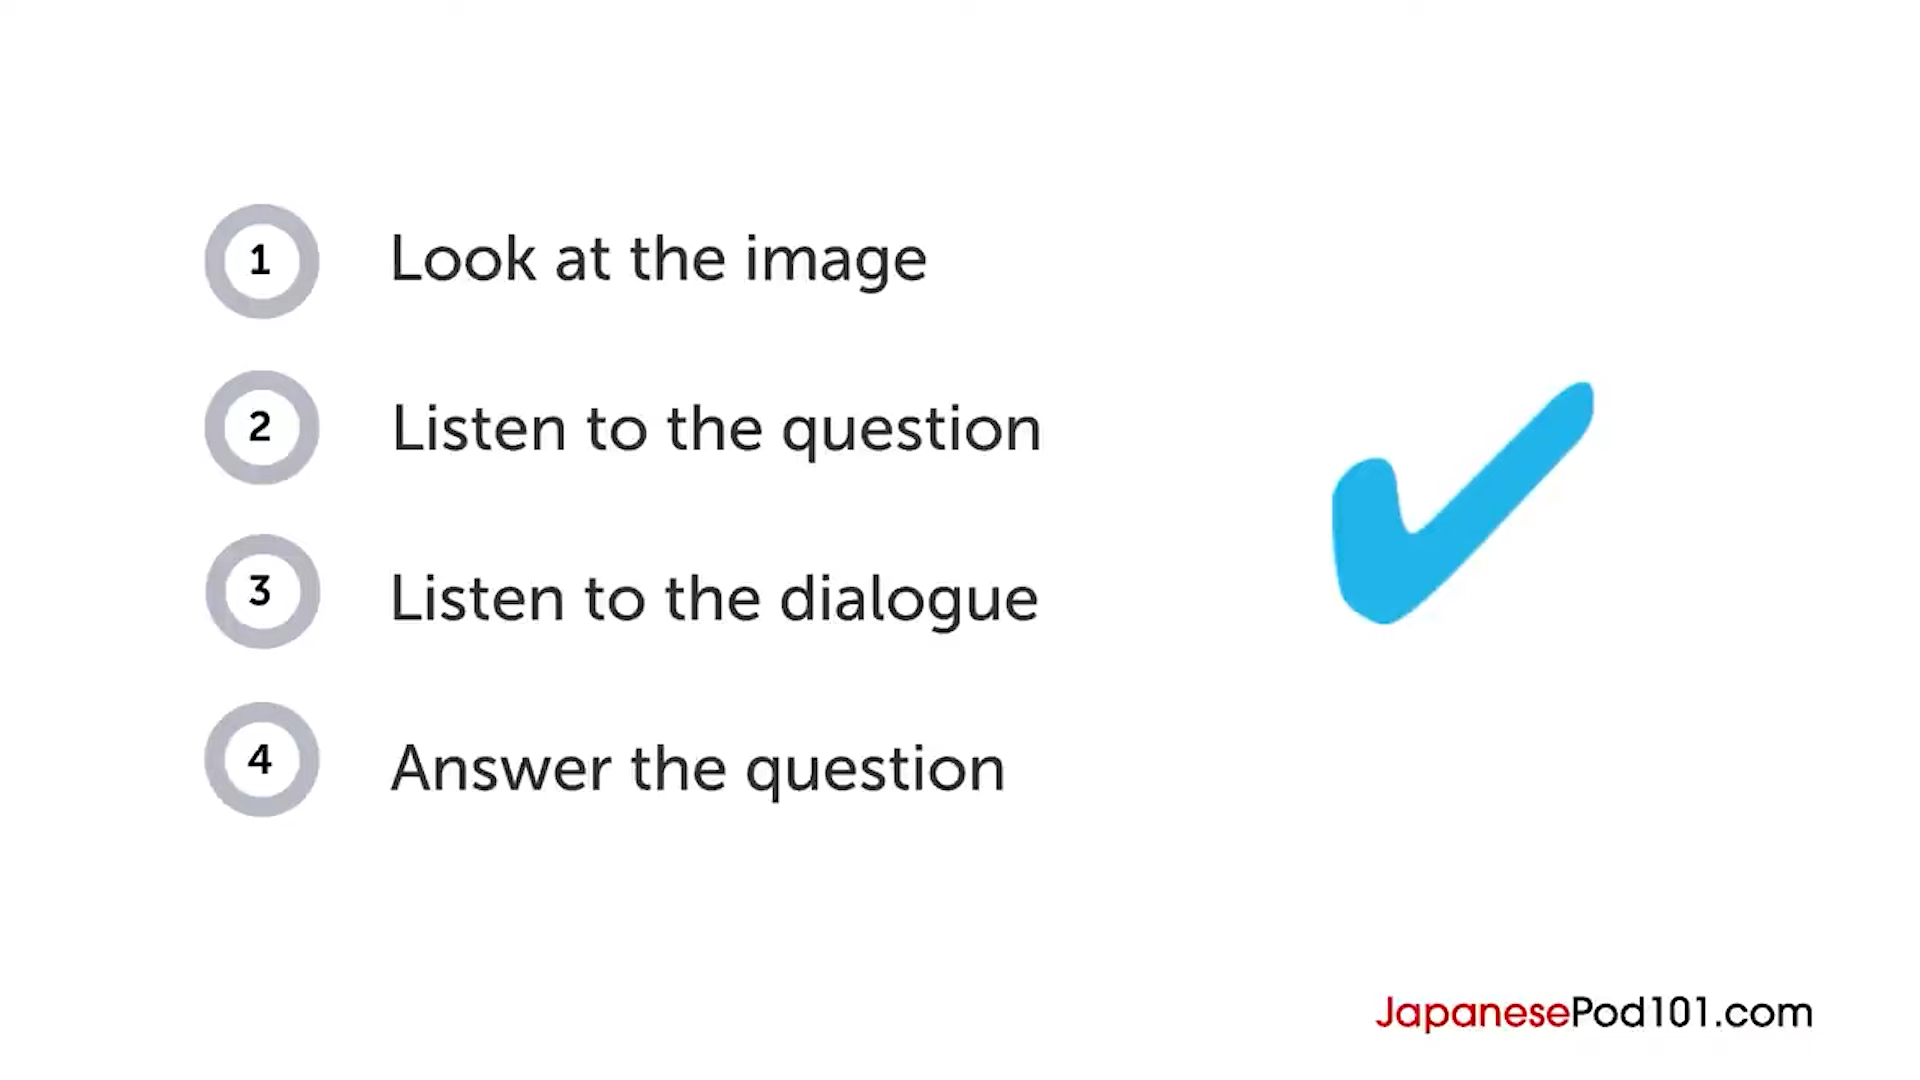 1 Look at the image
2 Listen to the question
3 Listen to the dialogue
4 Answer the question
JapanesePod101.com